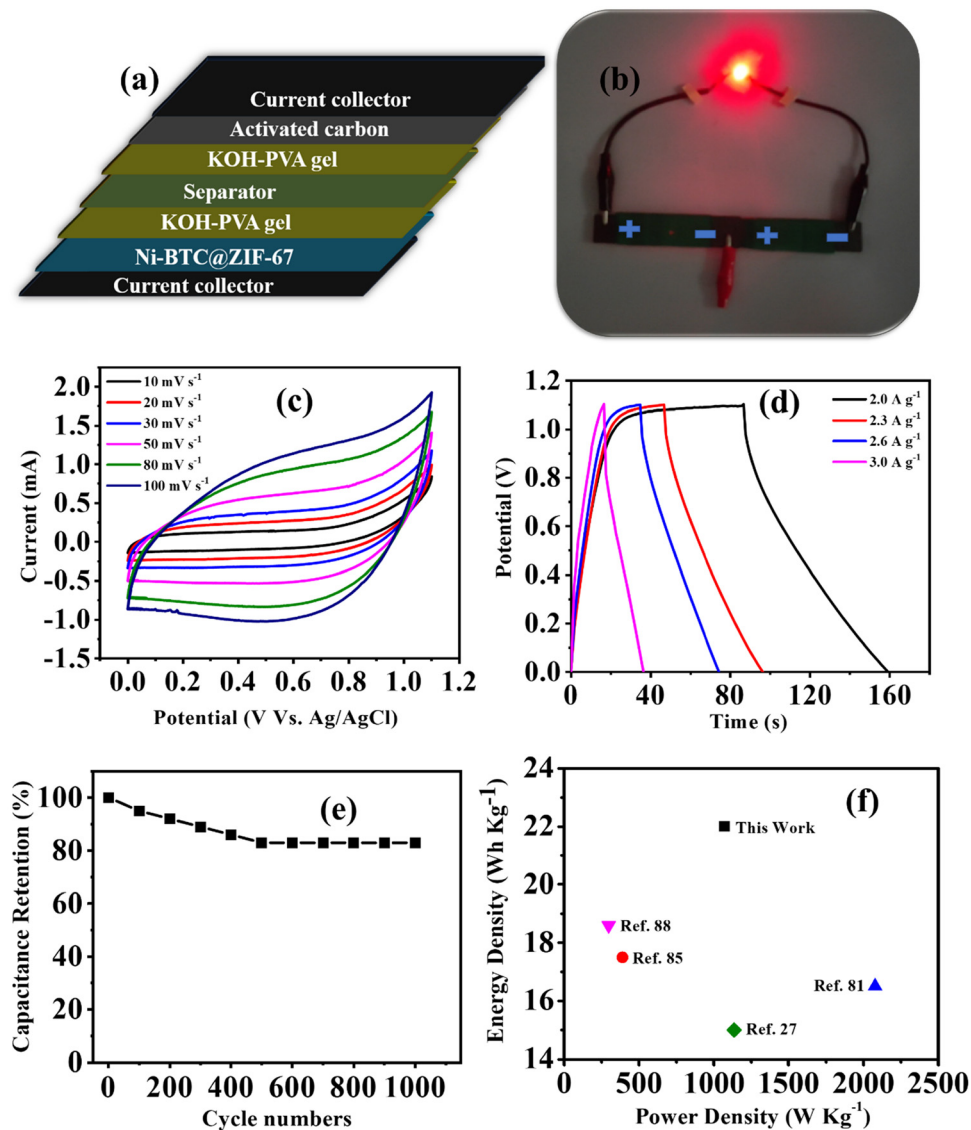 (a)
Current collector
Activated carbon
KOH-PVA gel
Separator
KOH-PVA gel
Ni-BTC@ZIF-67
Current collector
(b)
+ − + −
(c)
10 mV s⁻¹
20 mV s⁻¹
30 mV s⁻¹
50 mV s⁻¹
80 mV s⁻¹
100 mV s⁻¹
Current (mA)
2.0
1.5
1.0
0.5
0.0
-0.5
-1.0
-1.5
0.0 0.2 0.4 0.6 0.8 1.0 1.2
Potential (V Vs. Ag/AgCl)
(d)
2.0 A g⁻¹
2.3 A g⁻¹
2.6 A g⁻¹
3.0 A g⁻¹
Potential (V)
1.2
1.0
0.8
0.6
0.4
0.2
0.0
0 40 80 120 160
Time (s)
(e)
Capacitance Retention (%)
100
80
60
40
20
0
0 200 400 600 800 1000
Cycle numbers
(f)
Energy Density (Wh Kg⁻¹)
24
22
20
18
16
14
This Work
Ref. 88
Ref. 85
Ref. 81
Ref. 27
0 500 1000 1500 2000 2500
Power Density (W Kg⁻¹)